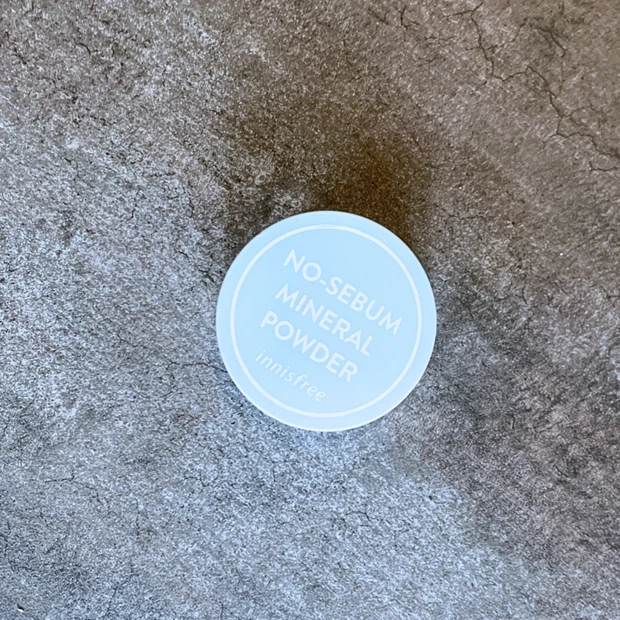 NO-SEBUM
MINERAL
POWDER
innisfree